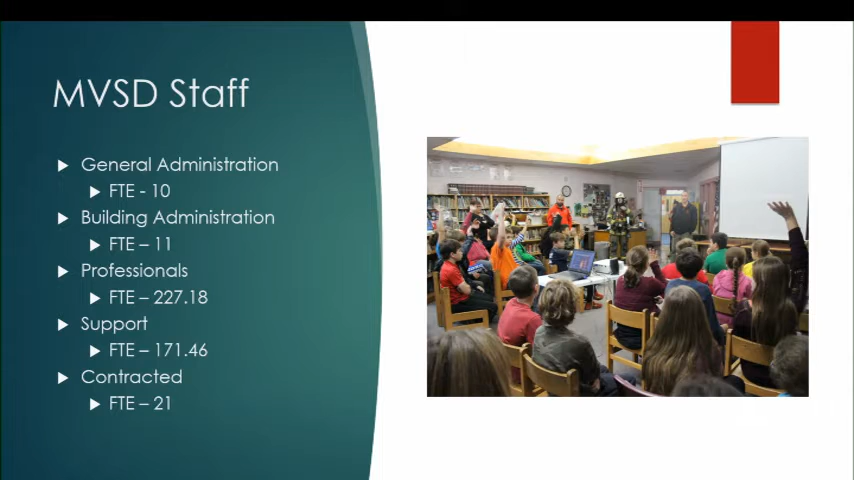 MVSD Staff
General Administration
FTE - 10
Building Administration
FTE – 11
Professionals
FTE – 227.18
Support
FTE – 171.46
Contracted
FTE – 21